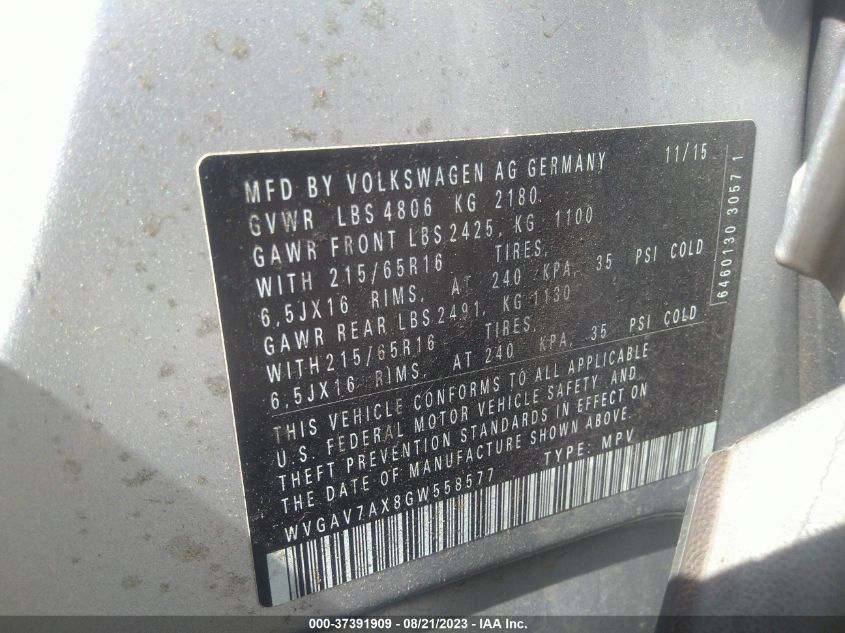 MFD BY VOLKSWAGEN AG GERMANY 11/15
GVWR LBS 4806 KG 2180
GAWR FRONT LBS 2425, KG 1100
WITH 215/65R16 TIRES,
6,5JX16 RIMS, AT 240 KPA, 35 PSI COLD
GAWR REAR LBS 2491, KG 1130
WITH 215/65R16 TIRES,
6,5JX16 RIMS, AT 240 KPA, 35 PSI COLD
THIS VEHICLE CONFORMS TO ALL APPLICABLE
U.S. FEDERAL MOTOR VEHICLE SAFETY AND
THEFT PREVENTION STANDARDS IN EFFECT ON
THE DATE OF MANUFACTURE SHOWN ABOVE.
WVGAV7AX8GW558577 TYPE: MPV
6460130 3057 1
000-37391909 - 08/21/2023 - IAA Inc.